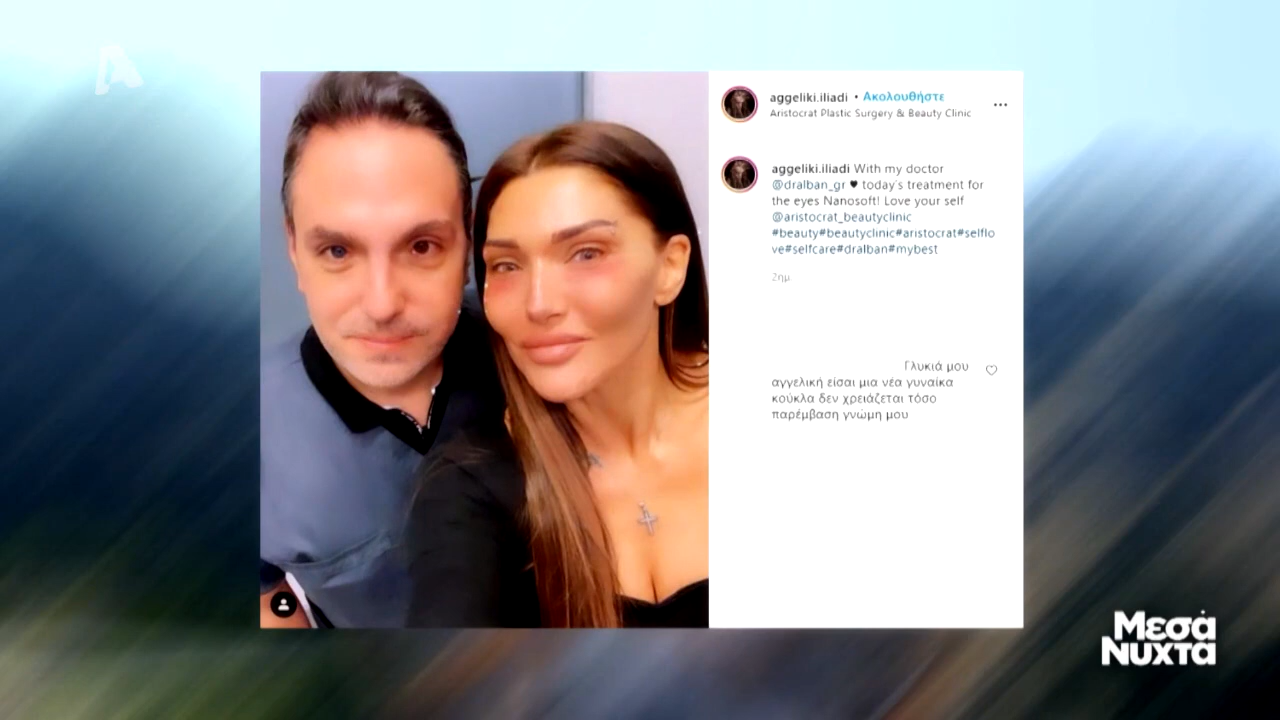 aggeliki.iliadi • Ακολουθήστε
Aristocrat Plastic Surgery & Beauty Clinic
aggeliki.iliadi With my doctor
@dralban_gr ♥ today's treatment for
the eyes Nanosoft! Love your self
@aristocrat_beautyclinic
#beauty#beautyclinic#aristocrat#selflo
ve#selfcare#dralban#mybest
2ημ
Γλυκιά μου
αγγελική είσαι μια νέα γυναίκα
κούκλα δεν χρειάζεται τόσο
παρέμβαση γνώμη μου
Μεσά
Νυχτα